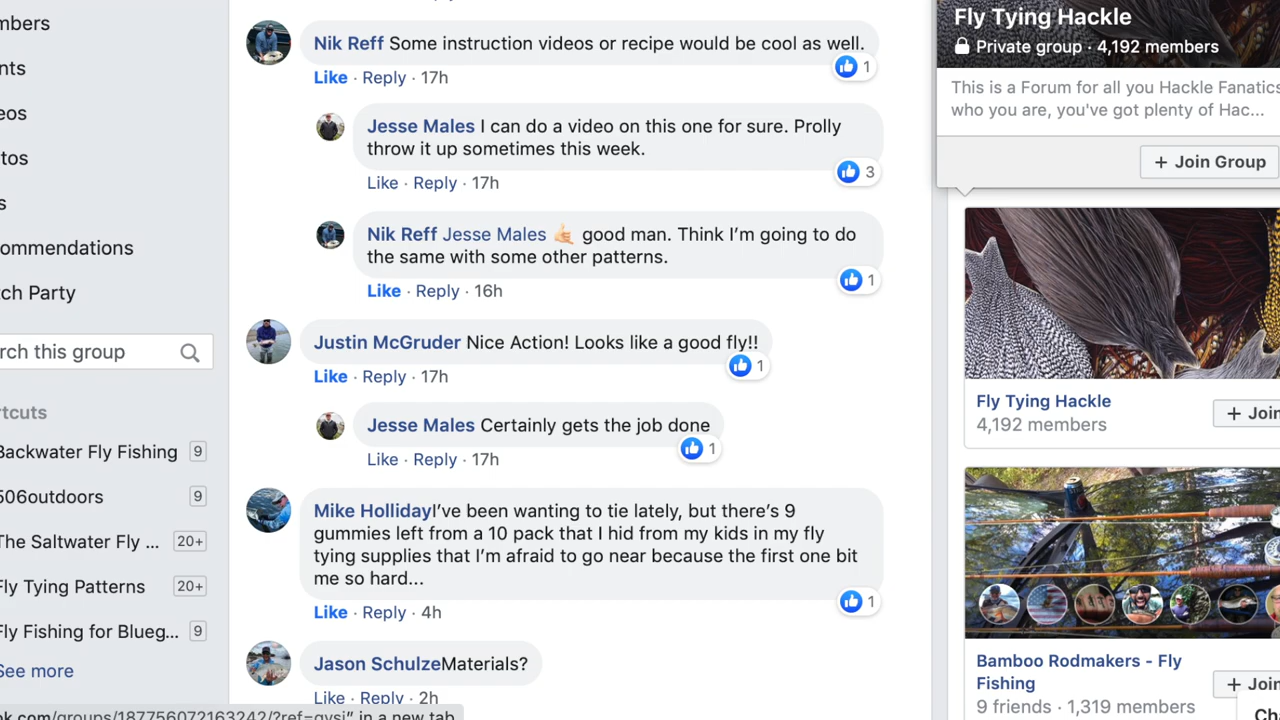 mbers
nts
eos
tos
s
ommendations
tch Party
rch this group
rtcuts
Backwater Fly Fishing 9
506outdoors 9
The Saltwater Fly ... 20+
Fly Tying Patterns 20+
Fly Fishing for Blueg... 9
See more
ok.com/groups/187756072163242/?ref=gysj" in a new tab
Nik Reff Some instruction videos or recipe would be cool as well.
1
Like · Reply · 17h
Jesse Males I can do a video on this one for sure. Prolly
throw it up sometimes this week.
3
Like · Reply · 17h
Nik Reff Jesse Males 🤙 good man. Think I'm going to do
the same with some other patterns.
1
Like · Reply · 16h
Justin McGruder Nice Action! Looks like a good fly!!
1
Like · Reply · 17h
Jesse Males Certainly gets the job done
1
Like · Reply · 17h
Mike HollidayI've been wanting to tie lately, but there's 9
gummies left from a 10 pack that I hid from my kids in my fly
tying supplies that I'm afraid to go near because the first one bit
me so hard...
1
Like · Reply · 4h
Jason SchulzeMaterials?
Like · Reply · 2h
Fly Tying Hackle
Private group · 4,192 members
This is a Forum for all you Hackle Fanatics
who you are, you've got plenty of Hac...
+ Join Group
Fly Tying Hackle
4,192 members
+ Join
Bamboo Rodmakers - Fly
Fishing
9 friends · 1,319 members
+ Join
Ch